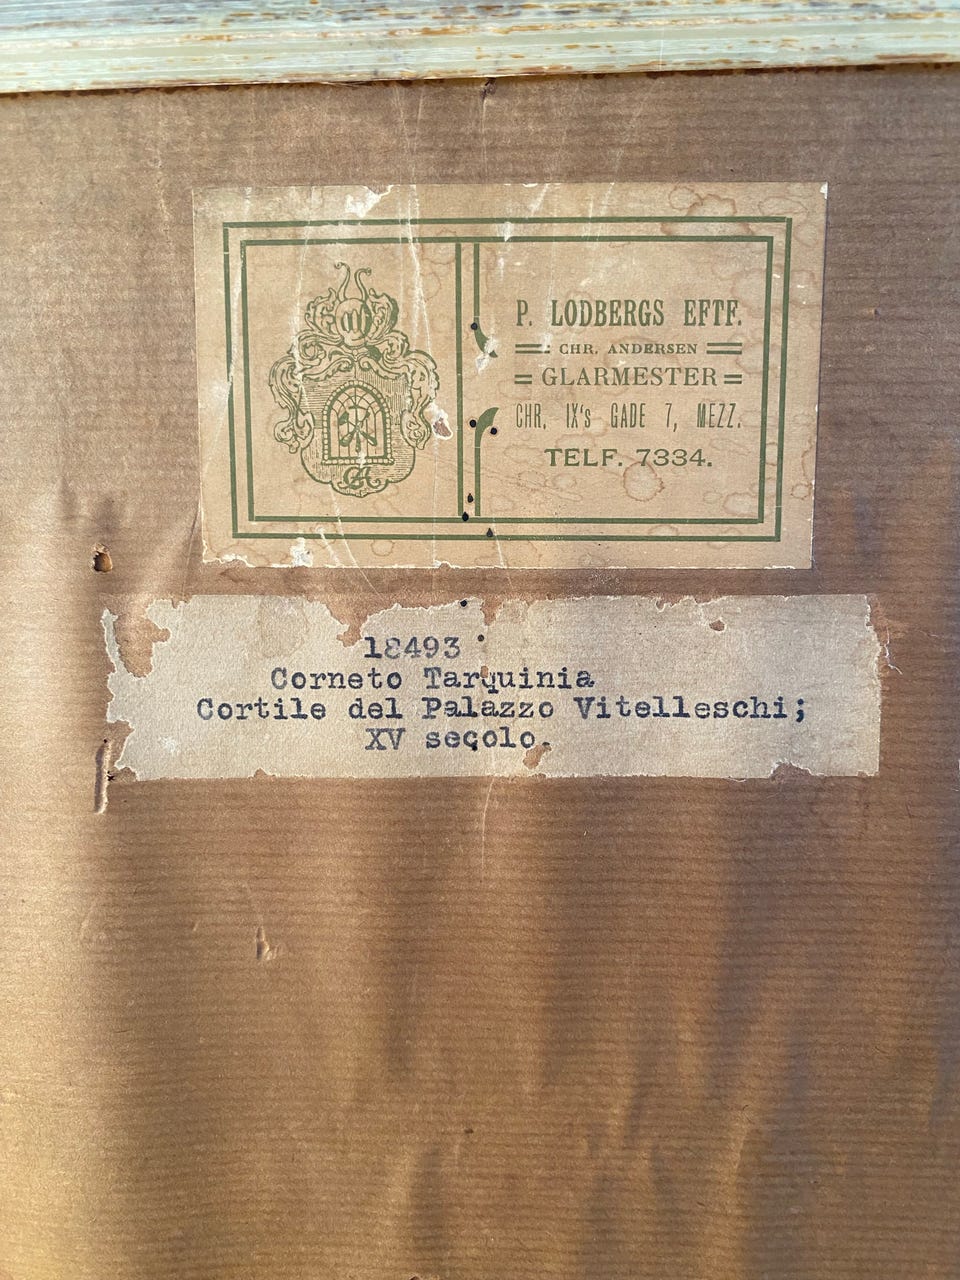 P. LODBERGS EFTF.
CHR. ANDERSEN
GLARMESTER
CHR. IX's GADE 7, MEZZ.
TELF. 7334.
CA
18493
Corneto Tarquinia
Cortile del Palazzo Vitelleschi;
XV secolo.